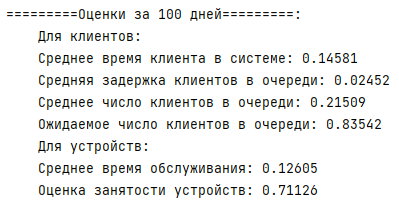 =========Оценки за 100 дней=========:
Для клиентов:
Среднее время клиента в системе: 0.14581
Средняя задержка клиентов в очереди: 0.02452
Среднее число клиентов в очереди: 0.21509
Ожидаемое число клиентов в очереди: 0.83542
Для устройств:
Среднее время обслуживания: 0.12605
Оценка занятости устройств: 0.71126